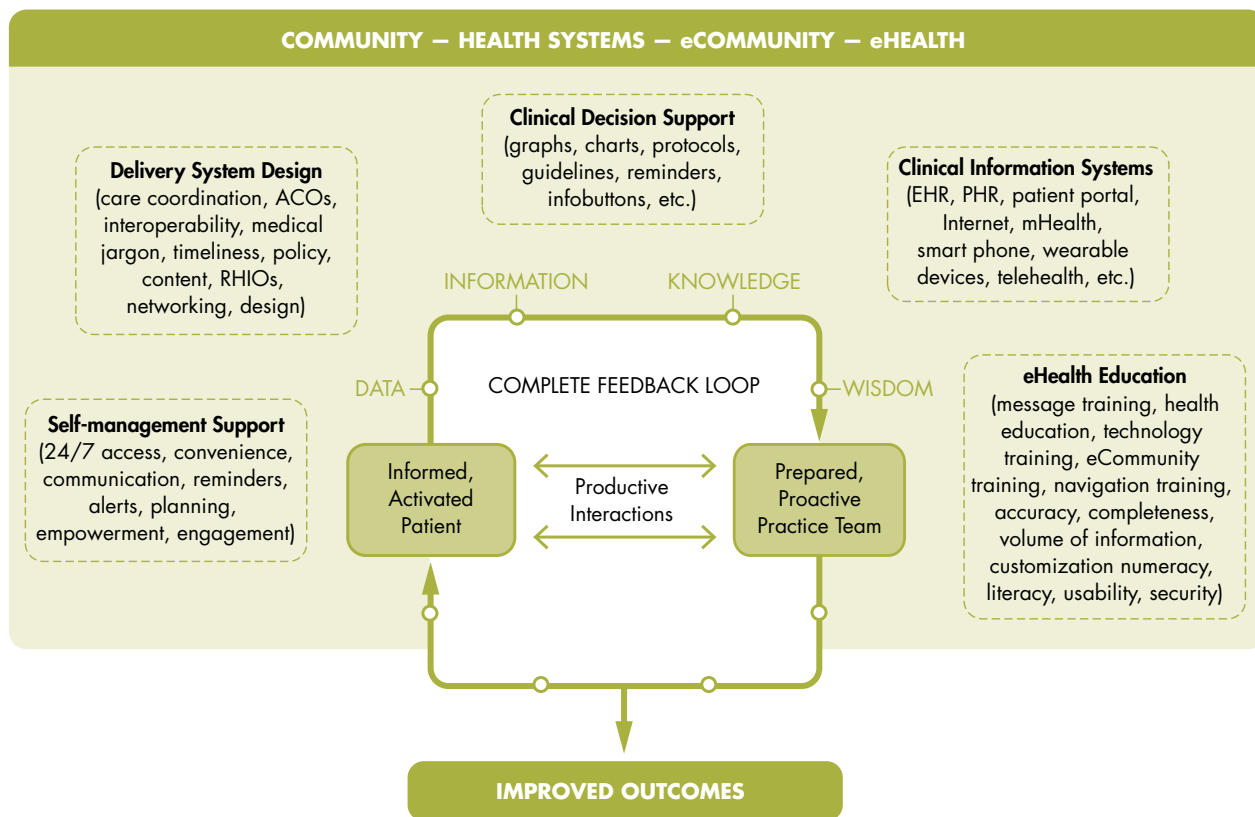 COMMUNITY — HEALTH SYSTEMS — eCOMMUNITY — eHEALTH
Clinical Decision Support
(graphs, charts, protocols,
guidelines, reminders,
infobuttons, etc.)
Delivery System Design
(care coordination, ACOs,
interoperability, medical
jargon, timeliness, policy,
content, RHIOs,
networking, design)
Clinical Information Systems
(EHR, PHR, patient portal,
Internet, mHealth,
smart phone, wearable
devices, telehealth, etc.)
INFORMATION
KNOWLEDGE
DATA
COMPLETE FEEDBACK LOOP
WISDOM
Self-management Support
(24/7 access, convenience,
communication, reminders,
alerts, planning,
empowerment, engagement)
Informed,
Activated
Patient
Productive
Interactions
Prepared,
Proactive
Practice Team
eHealth Education
(message training, health
education, technology
training, eCommunity
training, navigation training,
accuracy, completeness,
volume of information,
customization numeracy,
literacy, usability, security)
IMPROVED OUTCOMES